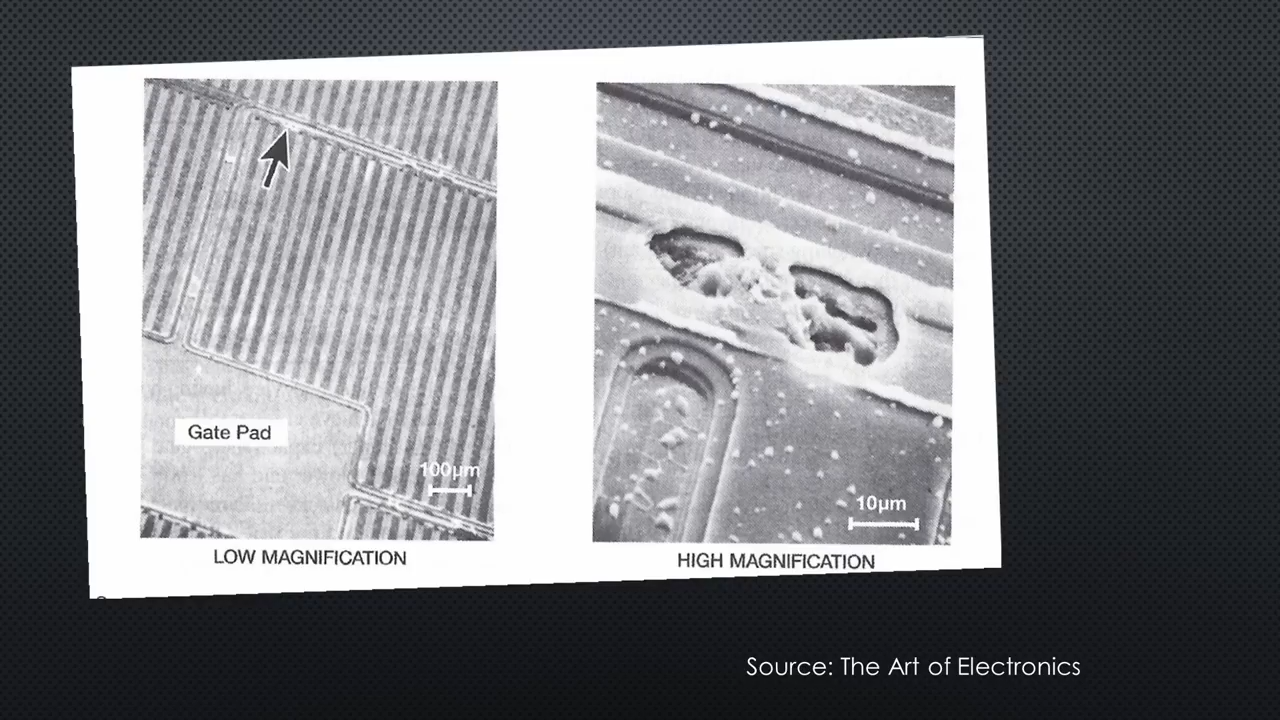 Gate Pad
100µm
LOW MAGNIFICATION
10µm
HIGH MAGNIFICATION
Source: The Art of Electronics